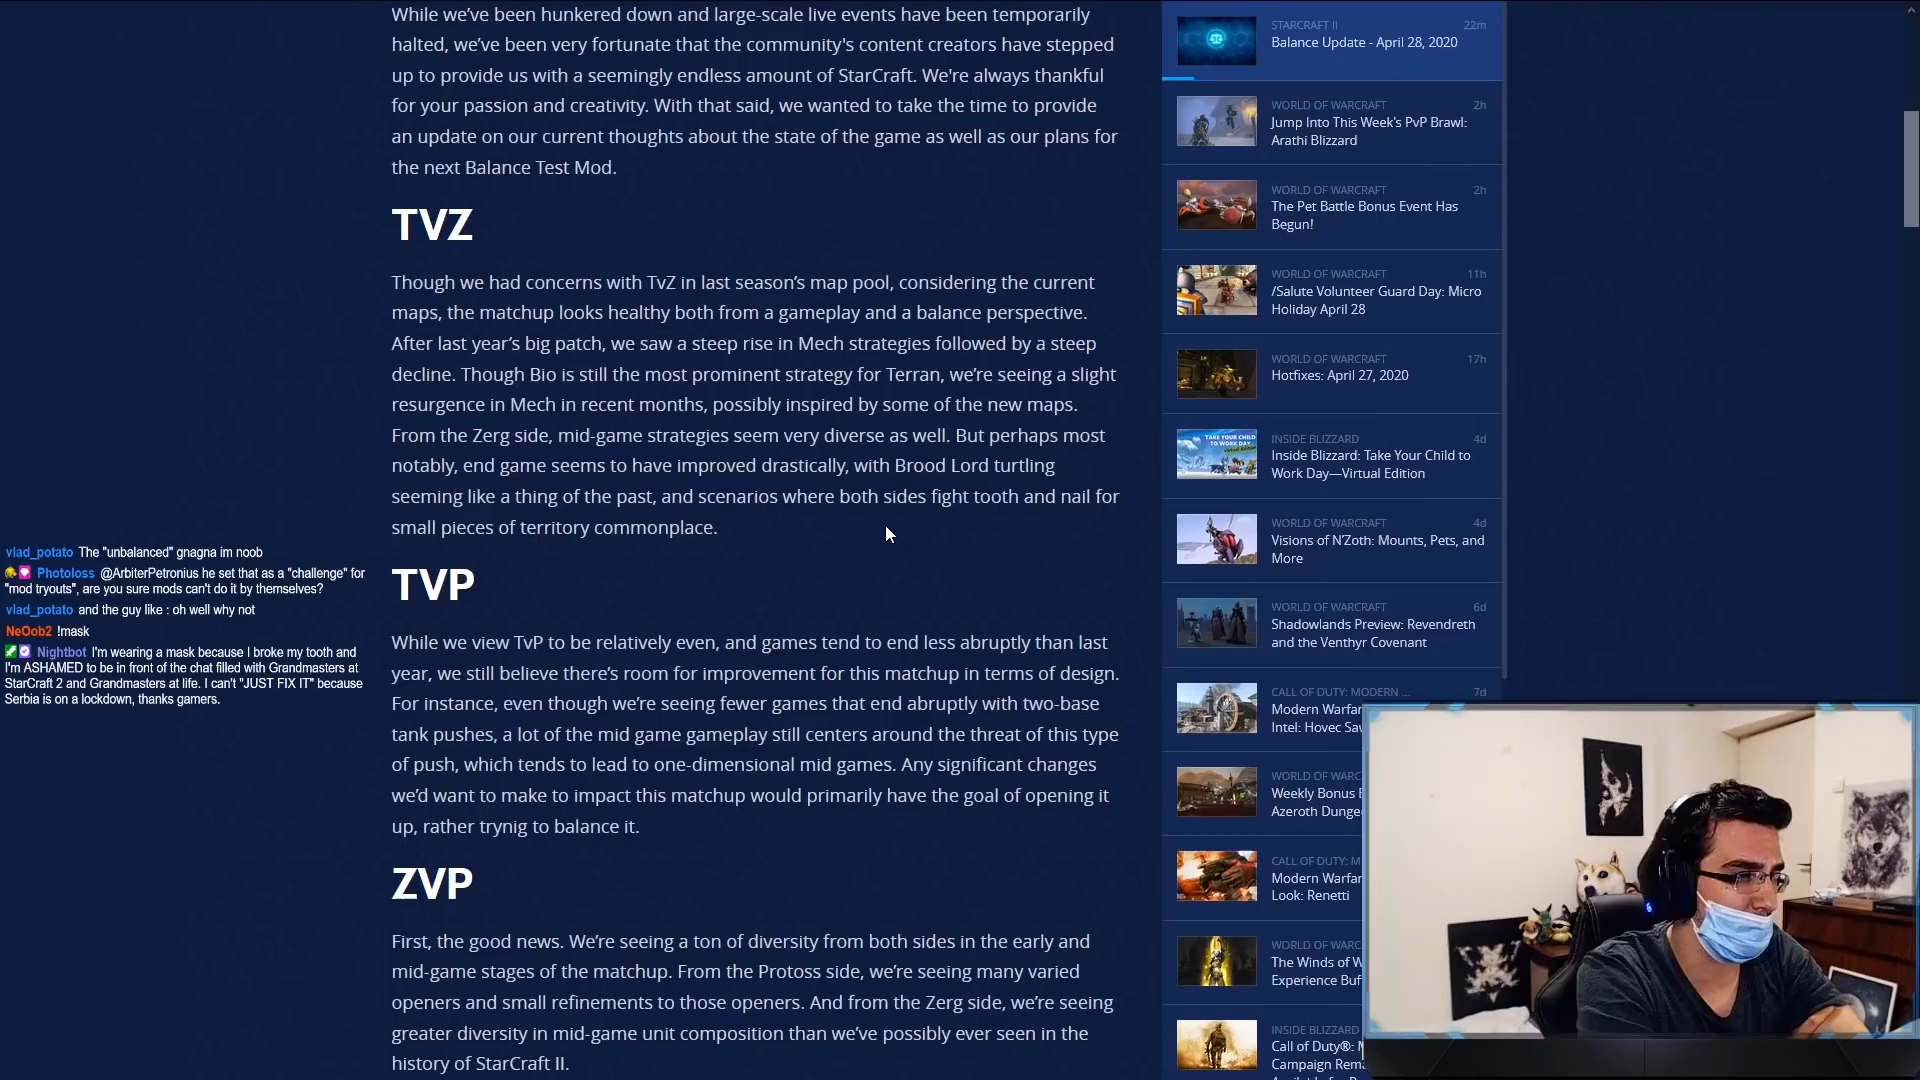 While we’ve been hunkered down and large-scale live events have been temporarily
halted, we’ve been very fortunate that the community's content creators have stepped
up to provide us with a seemingly endless amount of StarCraft. We're always thankful
for your passion and creativity. With that said, we wanted to take the time to provide
an update on our current thoughts about the state of the game as well as our plans for
the next Balance Test Mod.
TVZ
Though we had concerns with TvZ in last season’s map pool, considering the current
maps, the matchup looks healthy both from a gameplay and a balance perspective.
After last year’s big patch, we saw a steep rise in Mech strategies followed by a steep
decline. Though Bio is still the most prominent strategy for Terran, we’re seeing a slight
resurgence in Mech in recent months, possibly inspired by some of the new maps.
From the Zerg side, mid-game strategies seem very diverse as well. But perhaps most
notably, end game seems to have improved drastically, with Brood Lord turtling
seeming like a thing of the past, and scenarios where both sides fight tooth and nail for
small pieces of territory commonplace.
TVP
While we view TvP to be relatively even, and games tend to end less abruptly than last
year, we still believe there’s room for improvement for this matchup in terms of design.
For instance, even though we’re seeing fewer games that end abruptly with two-base
tank pushes, a lot of the mid game gameplay still centers around the threat of this type
of push, which tends to lead to one-dimensional mid games. Any significant changes
we’d want to make to impact this matchup would primarily have the goal of opening it
up, rather trynig to balance it.
ZVP
First, the good news. We’re seeing a ton of diversity from both sides in the early and
mid-game stages of the matchup. From the Protoss side, we’re seeing many varied
openers and small refinements to those openers. And from the Zerg side, we’re seeing
greater diversity in mid-game unit composition than we’ve possibly ever seen in the
history of StarCraft II.
vlad_potato The "unbalanced" gnagna im noob
Photoloss @ArbiterPetronius he set that as a "challenge" for
"mod tryouts", are you sure mods can't do it by themselves?
vlad_potato and the guy like : oh well why not
NeOob2 !mask
Nightbot I'm wearing a mask because I broke my tooth and
I'm ASHAMED to be in front of the chat filled with Grandmasters at
StarCraft 2 and Grandmasters at life. I can't "JUST FIX IT" because
Serbia is on a lockdown, thanks gamers.
STARCRAFT II 22m
Balance Update - April 28, 2020
WORLD OF WARCRAFT 2h
Jump Into This Week's PvP Brawl:
Arathi Blizzard
WORLD OF WARCRAFT 2h
The Pet Battle Bonus Event Has
Begun!
WORLD OF WARCRAFT 11h
/Salute Volunteer Guard Day: Micro
Holiday April 28
WORLD OF WARCRAFT 17h
Hotfixes: April 27, 2020
TAKE YOUR CHILD
TO WORK DAY
INSIDE BLIZZARD 4d
Inside Blizzard: Take Your Child to
Work Day—Virtual Edition
WORLD OF WARCRAFT 4d
Visions of N’Zoth: Mounts, Pets, and
More
WORLD OF WARCRAFT 6d
Shadowlands Preview: Revendreth
and the Venthyr Covenant
CALL OF DUTY: MODERN ... 7d
Modern Warfar
Intel: Hovec Saw
WORLD OF WARC
Weekly Bonus E
Azeroth Dunge
CALL OF DUTY: M
Modern Warfar
Look: Renetti
WORLD OF WARC
The Winds of W
Experience Buf
INSIDE BLIZZARD
Call of Duty®: M
Campaign Rema